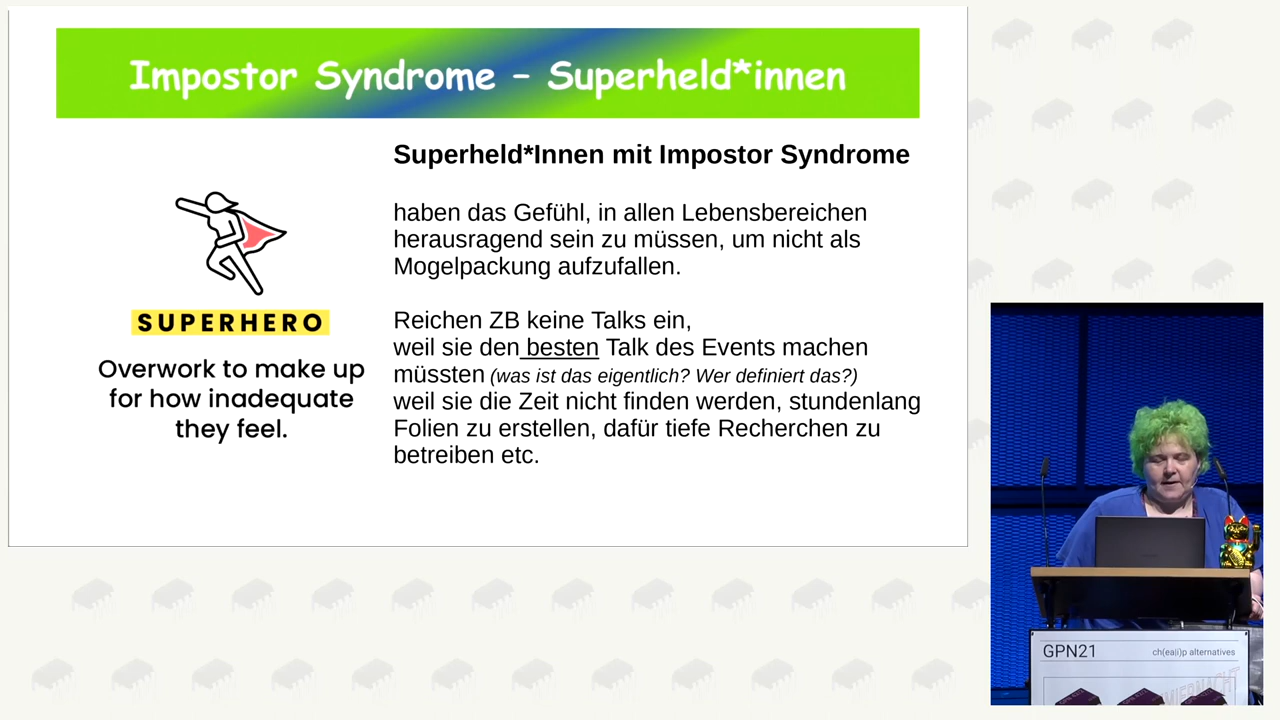 Impostor Syndrome – Superheld*innen
Superheld*Innen mit Impostor Syndrome
haben das Gefühl, in allen Lebensbereichen
herausragend sein zu müssen, um nicht als
Mogelpackung aufzufallen.
Reichen ZB keine Talks ein,
weil sie den besten Talk des Events machen
müssten (was ist das eigentlich? Wer definiert das?)
weil sie die Zeit nicht finden werden, stundenlang
Folien zu erstellen, dafür tiefe Recherchen zu
betreiben etc.
SUPERHERO
Overwork to make up
for how inadequate
they feel.
GPN21
ch(ea|i)p alternatives